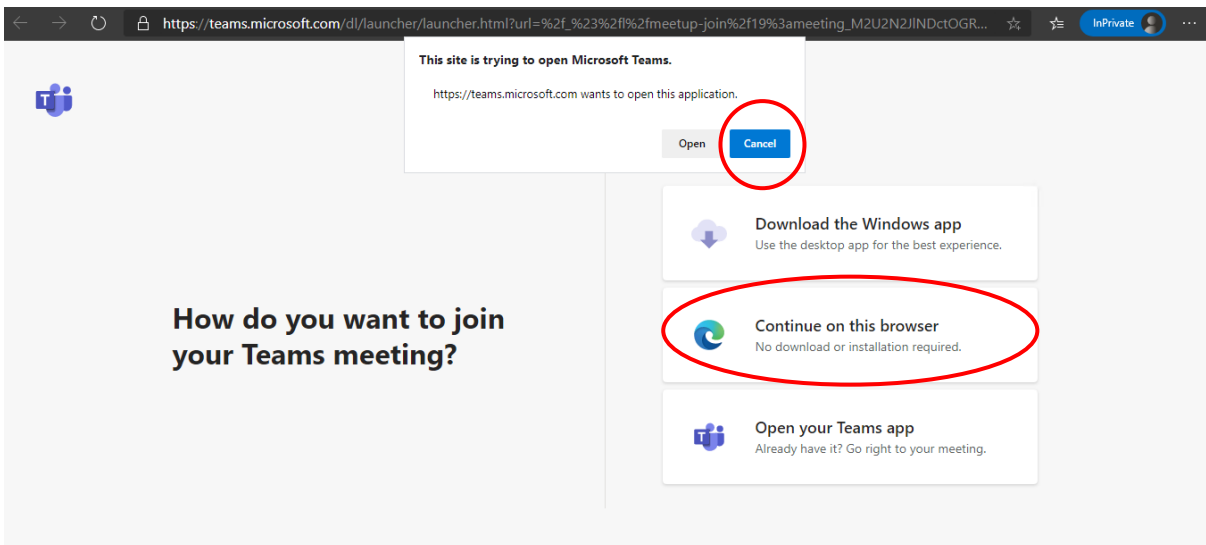 https://teams.microsoft.com/dl/launcher/launcher.html?url=%2f_%23%2fl%2fmeetup-join%2f19%3ameeting_M2U2N2JlNDctOGR...
InPrivate
This site is trying to open Microsoft Teams.
https://teams.microsoft.com wants to open this application.
Open
Cancel
How do you want to join
your Teams meeting?
Download the Windows app
Use the desktop app for the best experience.
Continue on this browser
No download or installation required.
Open your Teams app
Already have it? Go right to your meeting.